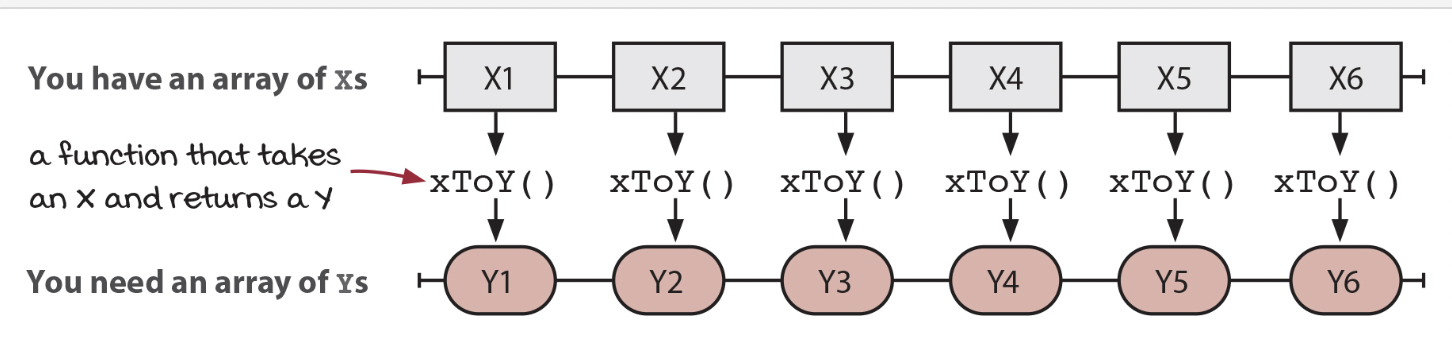 You have an array of Xs
X1 X2 X3 X4 X5 X6
a function that takes
an X and returns a Y
xToY() xToY() xToY() xToY() xToY() xToY()
You need an array of Ys
Y1 Y2 Y3 Y4 Y5 Y6